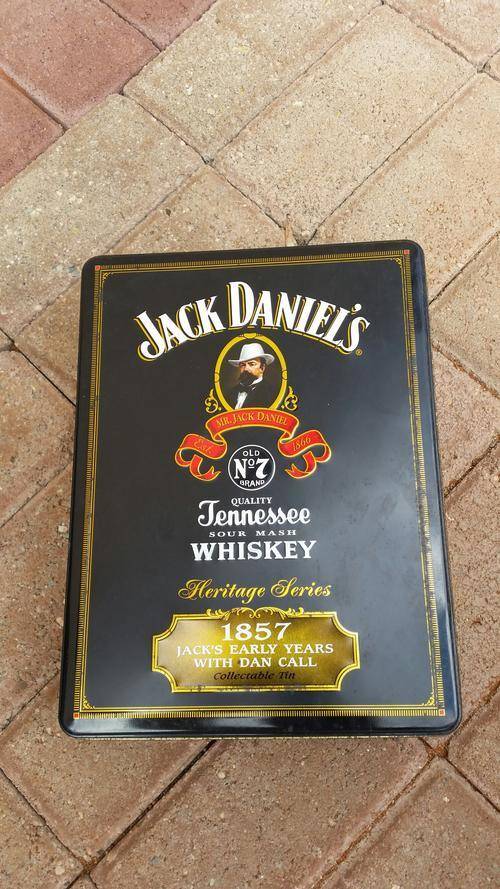 JACK DANIEL'S
®
MR. JACK DANIEL
Est. 1866
OLD
Nº7
BRAND
QUALITY
Tennessee
SOUR MASH
WHISKEY
Heritage Series
1857
JACK'S EARLY YEARS
WITH DAN CALL
Collectable Tin